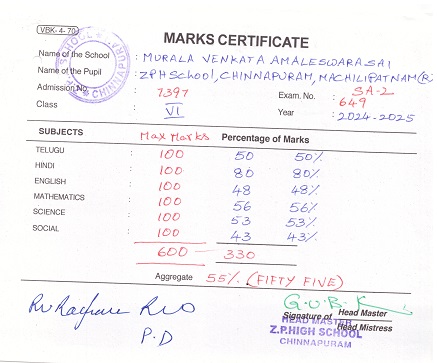 VBK-4-70
MARKS CERTIFICATE
Name of the School : MURALA VENKATA AMALESWARA SAI
Name of the Pupil : ZPH School, CHINNAPURAM, MACHILIPATNAM
Admission No. 7397 Exam. No. : SA-2
649
Class VI Year : 2024-2025
SUBJECTS Max Marks Percentage of Marks
TELUGU : 100 50 50%
HINDI : 100 80 80%
ENGLISH : 100 48 48%
MATHEMATICS : 100 56 56%
SCIENCE : 100 53 53%
SOCIAL : 100 43 43%
600 330
Aggregate 55% (FIFTY FIVE)
G.U.B.K
P.D
Signature of Head Master
HEAD MASTER Head Mistress
Z.P.HIGH SCHOOL
CHINNAPURAM